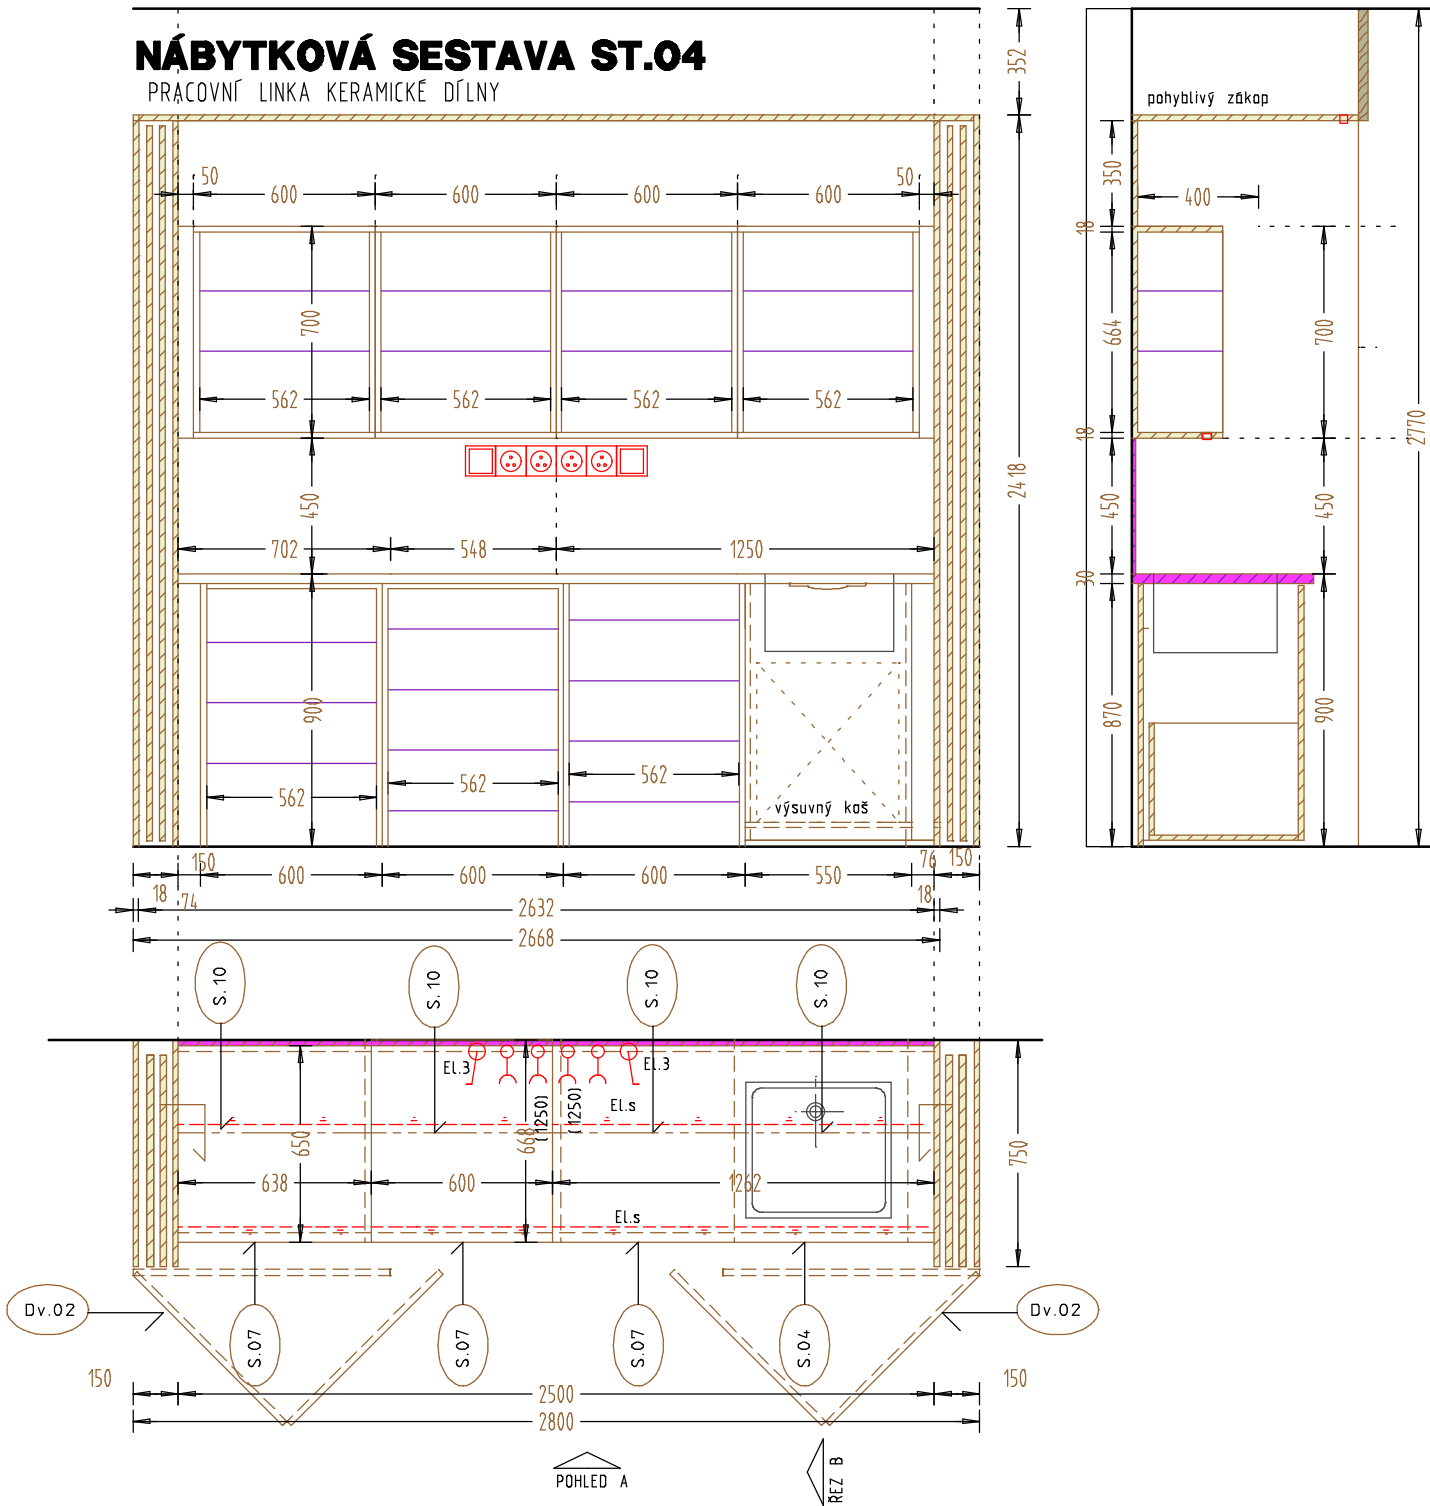 NÁBYTKOVÁ SESTAVA ST.04
PRACOVNÍ LINKA KERAMICKÉ DÍLNY
352
pohyblivý zákop
50 600 600 600 600 50
350
400
18
700
664
700
562 562 562 562
2770
18
2418
450
450
450
702 548 1250
30
900
870
900
562 562 562
výsuvný koš
150 600 600 600 550 76 150
18 74 18
2632
2668
S.10 S.10 S.10 S.10
El.3 El.3
(1250) (1250) El.s
650 668 750
638 600 1262
El.s
Dv.02 Dv.02
S.07 S.07 S.07 S.04
150 2500 150
2800
POHLED A
ŘEZ B